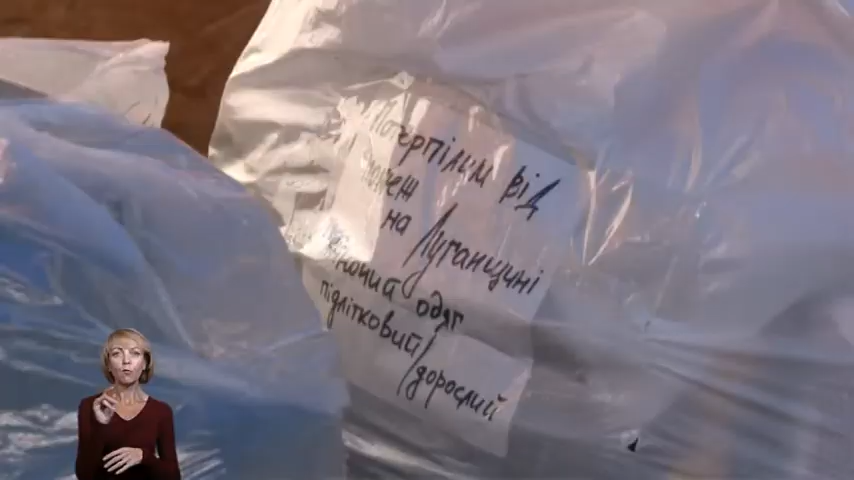 Потерпілим від
пожеж
на Луганщині
жіночий одяг
підлітковий/
дорослий